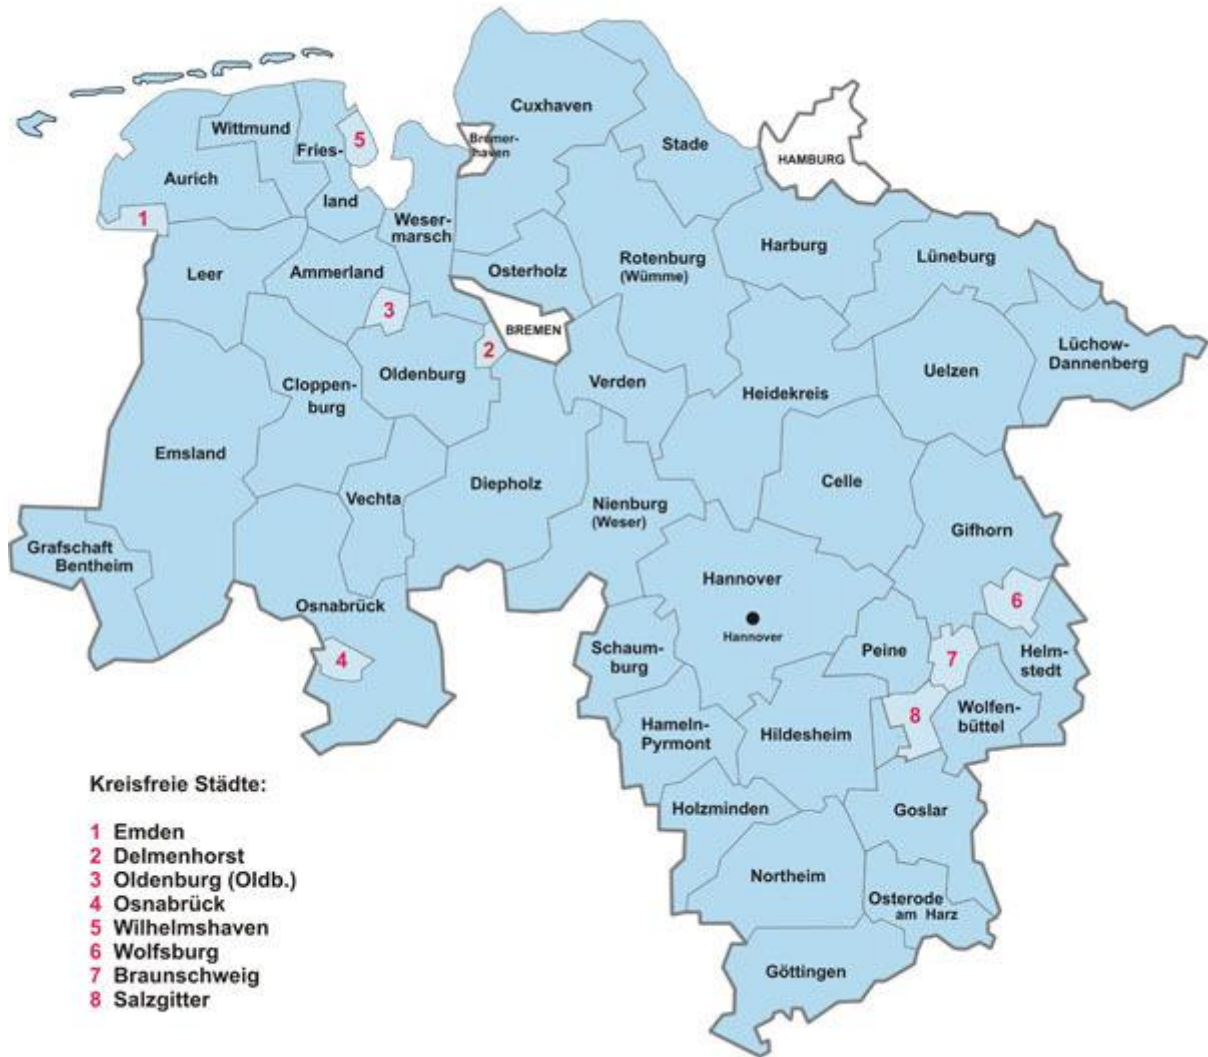 Cuxhaven
Wittmund
Bremer-
haven
Stade
Fries-
5
HAMBURG
Aurich
land
1
Weser-
marsch
Harburg
Lüneburg
Rotenburg
(Wümme)
Leer
Ammerland
Osterholz
3
BREMEN
2
Lüchow-
Dannenberg
Oldenburg
Uelzen
Cloppen-
burg
Verden
Heidekreis
Emsland
Diepholz
Celle
Vechta
Nienburg
(Weser)
Gifhorn
Grafschaft
Bentheim
Hannover
Osnabrück
6
Hannover
Schaum-
burg
Peine
7
Helm-
stedt
4
Wolfen-
büttel
8
Hameln-
Pyrmont
Hildesheim
Holzminden
Goslar
Northeim
Osterode
am Harz
Göttingen
Kreisfreie Städte:
1 Emden
2 Delmenhorst
3 Oldenburg (Oldb.)
4 Osnabrück
5 Wilhelmshaven
6 Wolfsburg
7 Braunschweig
8 Salzgitter